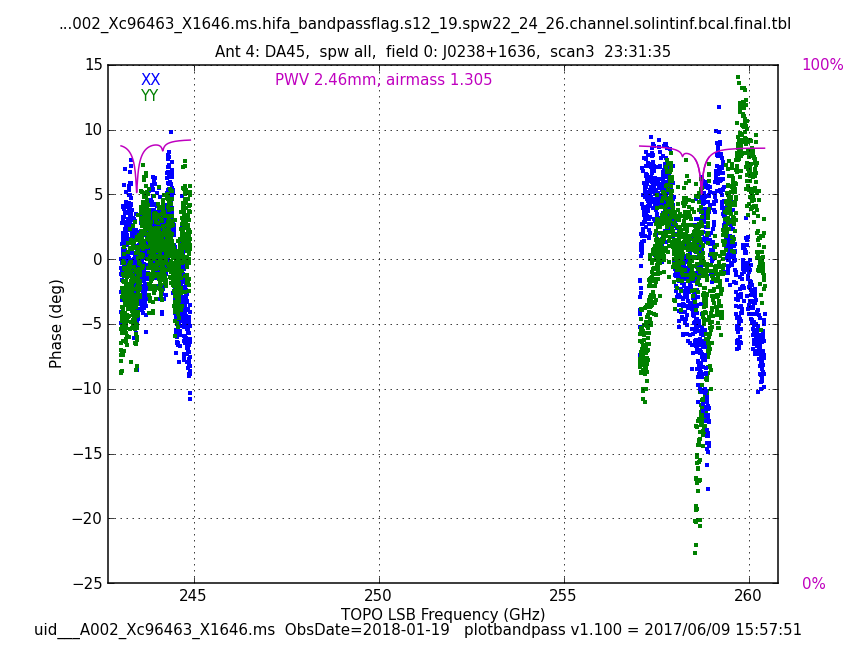 ...002_Xc96463_X1646.ms.hifa_bandpassflag.s12_19.spw22_24_26.channel.solintinf.bcal.final.tbl
Ant 4: DA45,  spw all,  field 0: J0238+1636,  scan3  23:31:35
15
XX
PWV 2.46mm, airmass 1.305
100%
YY
10
5
0
−5
−10
−15
−20
−25
Phase (deg)
0%
245
250
255
260
TOPO LSB Frequency (GHz)
uid___A002_Xc96463_X1646.ms  ObsDate=2018-01-19   plotbandpass v1.100 = 2017/06/09 15:57:51